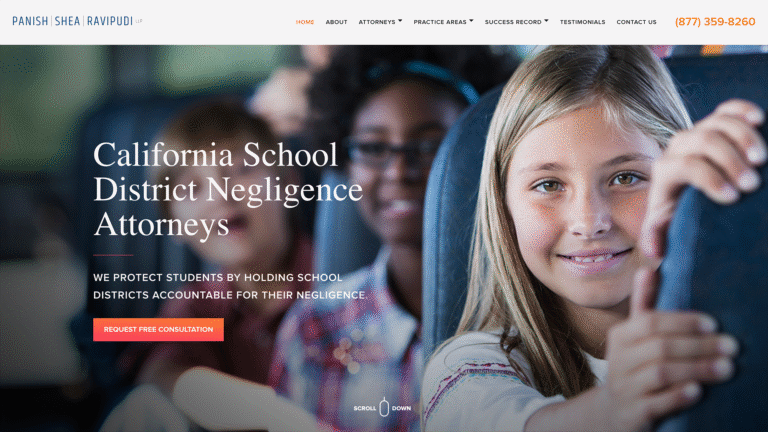 PANISH | SHEA | RAVIPUDI LLP
HOME ABOUT ATTORNEYS PRACTICE AREAS SUCCESS RECORD TESTIMONIALS CONTACT US (877) 359-8260
California School
District Negligence
Attorneys
WE PROTECT STUDENTS BY HOLDING SCHOOL
DISTRICTS ACCOUNTABLE FOR THEIR NEGLIGENCE.
REQUEST FREE CONSULTATION
SCROLL DOWN